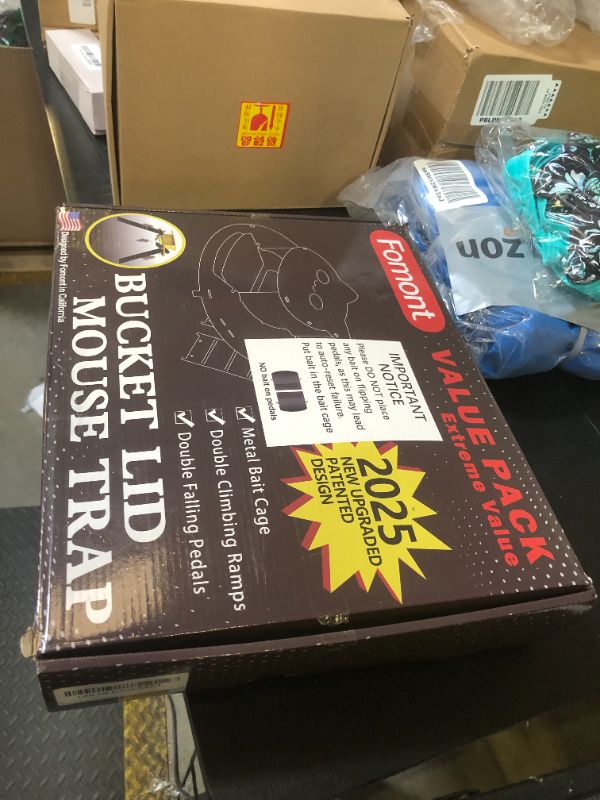 Fomont
VALUE PACK
Extreme Value
IMPORTANT
NOTICE
Please DO NOT place
any bait on flipping
pedals, as this may lead
to auto-reset failure.
Put bait in the bait cage
NO bait on pedals
2025
NEW UPGRADED
PATENTED
DESIGN
☑ Metal Bait Cage
☑ Double Climbing Ramps
☑ Double Falling Pedals
BUCKET LID
MOUSE TRAP
Designed by Fomont in California
zon